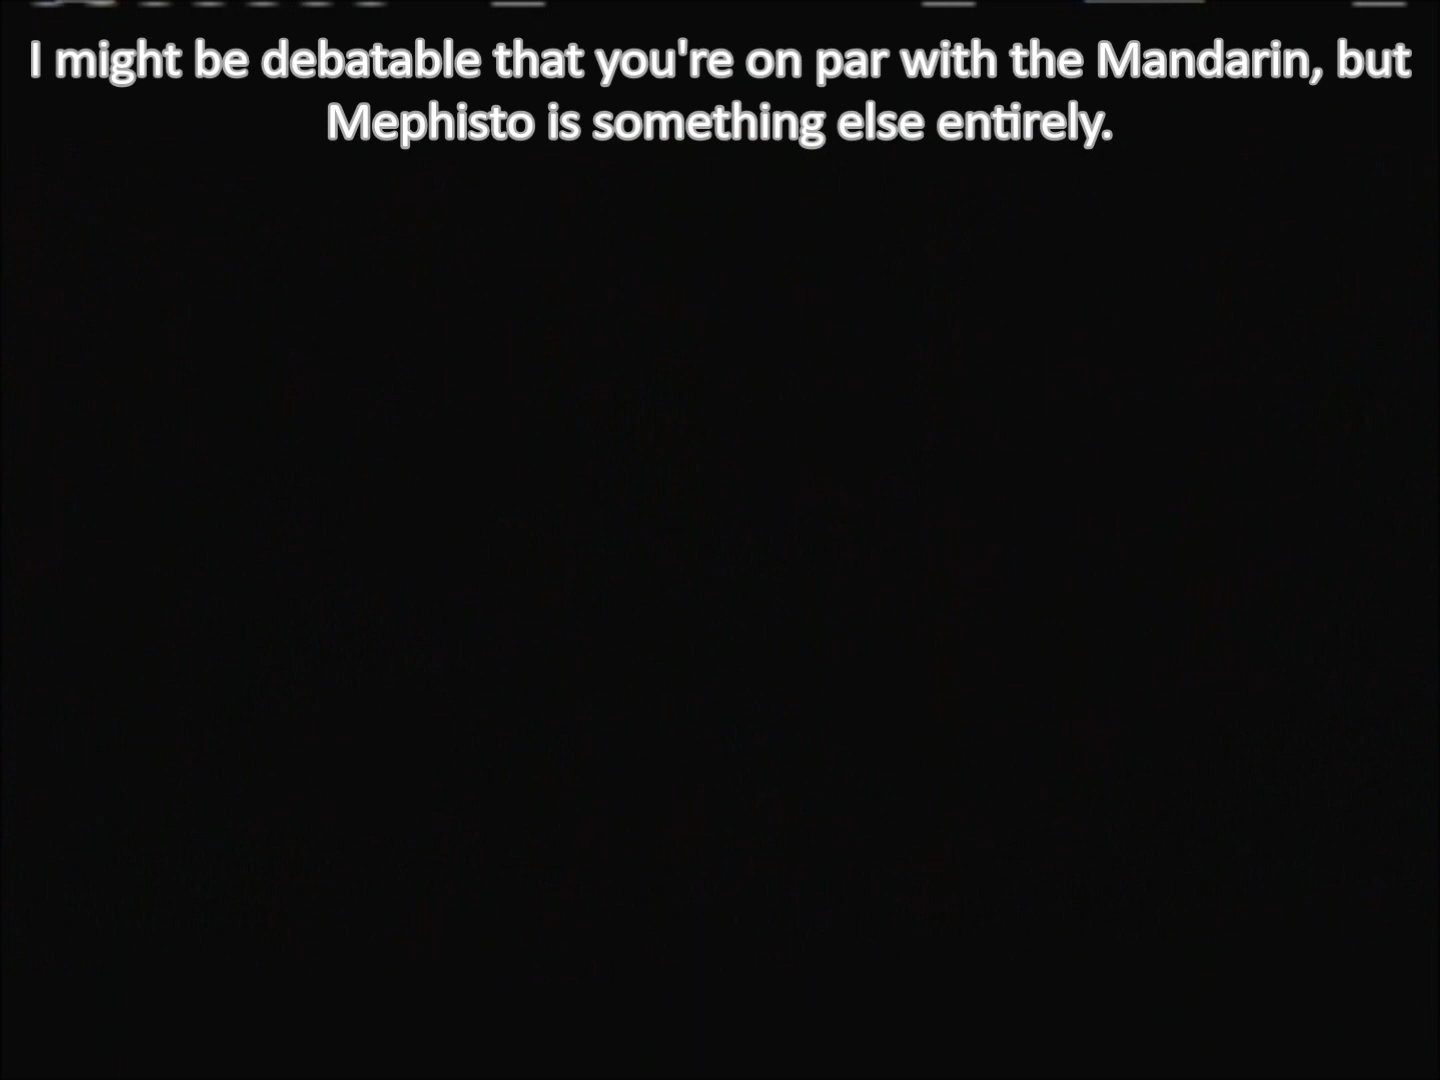 I might be debatable that you're on par with the Mandarin, but
Mephisto is something else entirely.